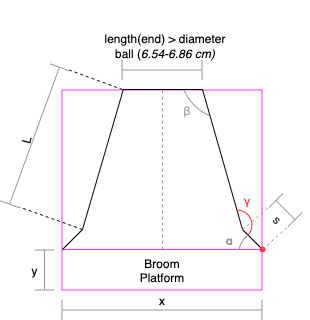 length(end) > diameter
ball (6.54-6.86 cm)
β
L
γ
s
α
y
Broom
Platform
x